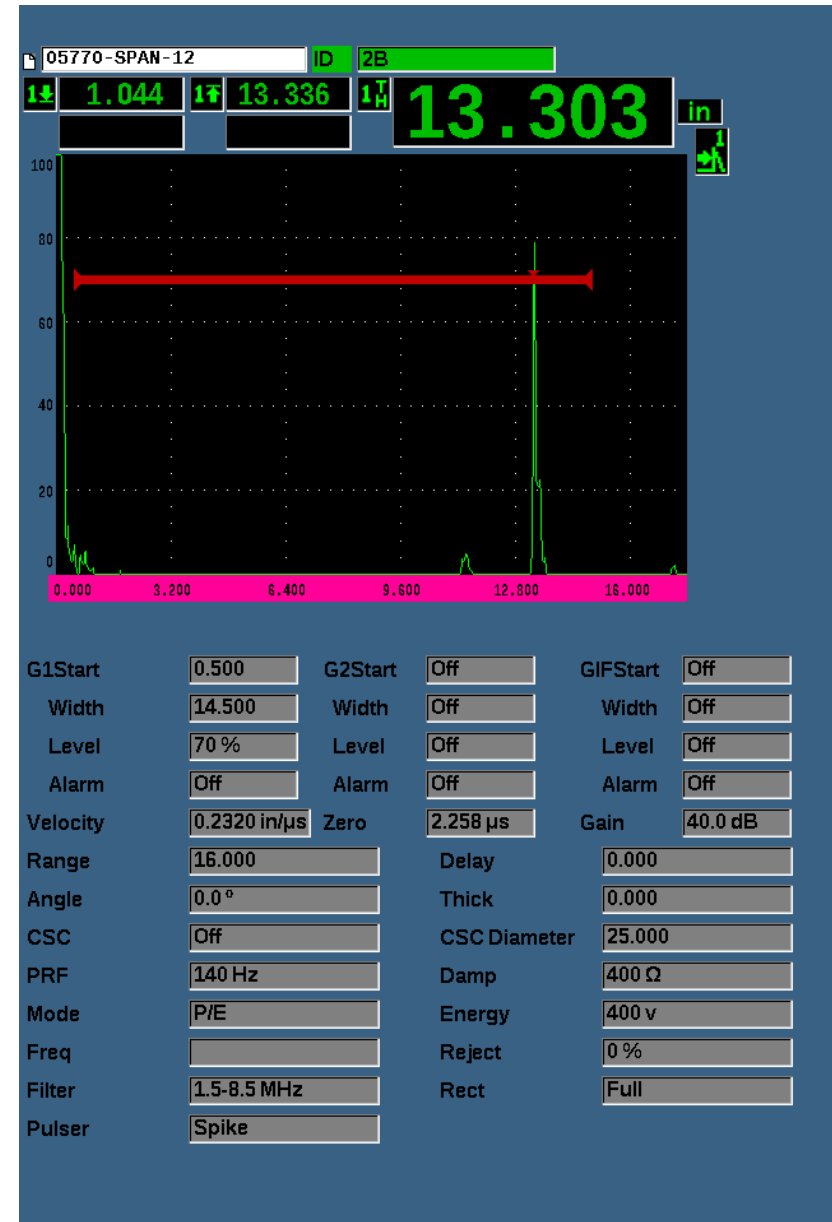 05770-SPAN-12 ID 2B
1 1.044 1 13.336 1 T H 13.303 in
1
100
80
60
40
20
0
0.000 3.200 6.400 9.600 12.800 16.000
G1Start 0.500 G2Start Off GIFStart Off
Width 14.500 Width Off Width Off
Level 70 % Level Off Level Off
Alarm Off Alarm Off Alarm Off
Velocity 0.2320 in/µs Zero 2.258 µs Gain 40.0 dB
Range 16.000 Delay 0.000
Angle 0.0 º Thick 0.000
CSC Off CSC Diameter 25.000
PRF 140 Hz Damp 400 Ω
Mode P/E Energy 400 v
Freq Reject 0 %
Filter 1.5-8.5 MHz Rect Full
Pulser Spike